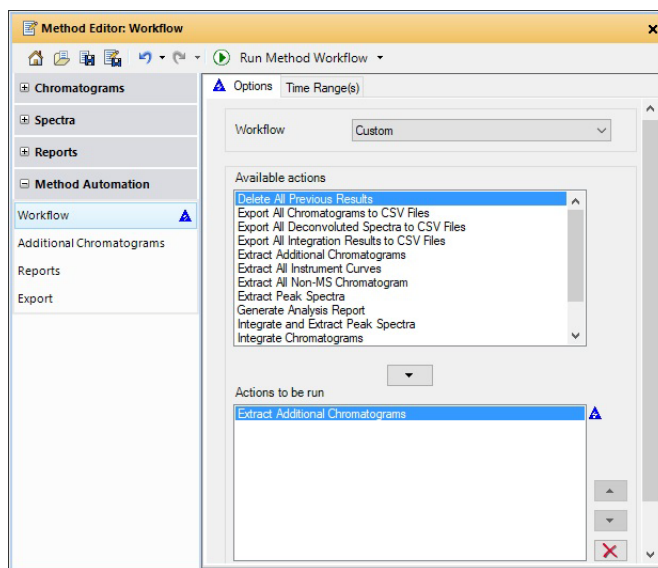 Method Editor: Workflow
Run Method Workflow
Chromatograms
Spectra
Reports
Method Automation
Workflow
Additional Chromatograms
Reports
Export
Options
Time Range(s)
Workflow
Custom
Available actions
Delete All Previous Results
Export All Chromatograms to CSV Files
Export All Deconvoluted Spectra to CSV Files
Export All Integration Results to CSV Files
Extract Additional Chromatograms
Extract All Instrument Curves
Extract All Non-MS Chromatogram
Extract Peak Spectra
Generate Analysis Report
Integrate and Extract Peak Spectra
Integrate Chromatograms
Actions to be run
Extract Additional Chromatograms